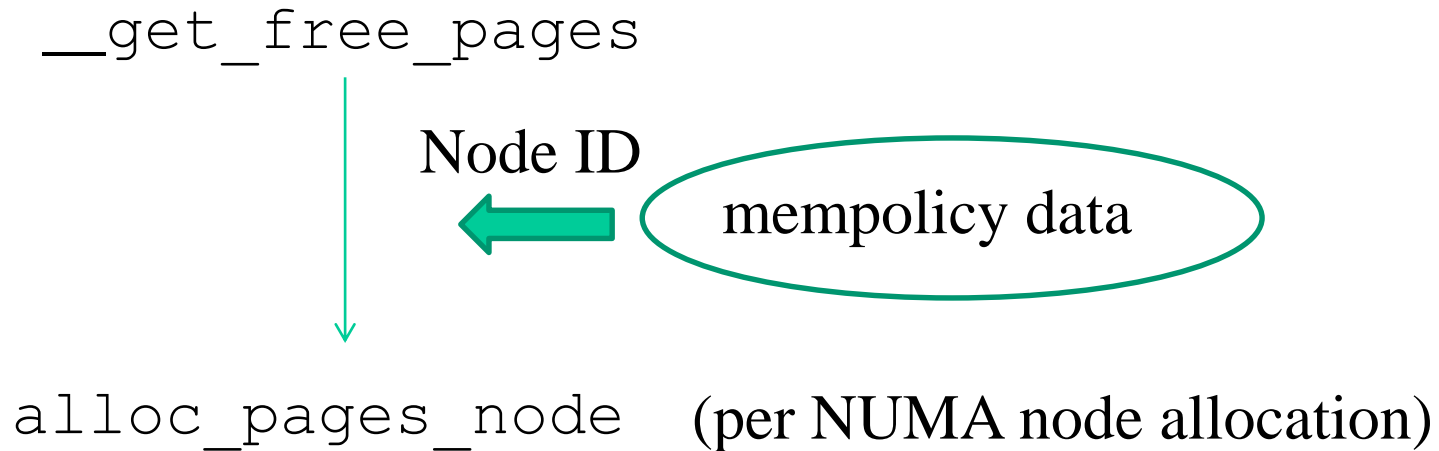 __get_free_pages
Node ID
mempolicy data
alloc_pages_node (per NUMA node allocation)